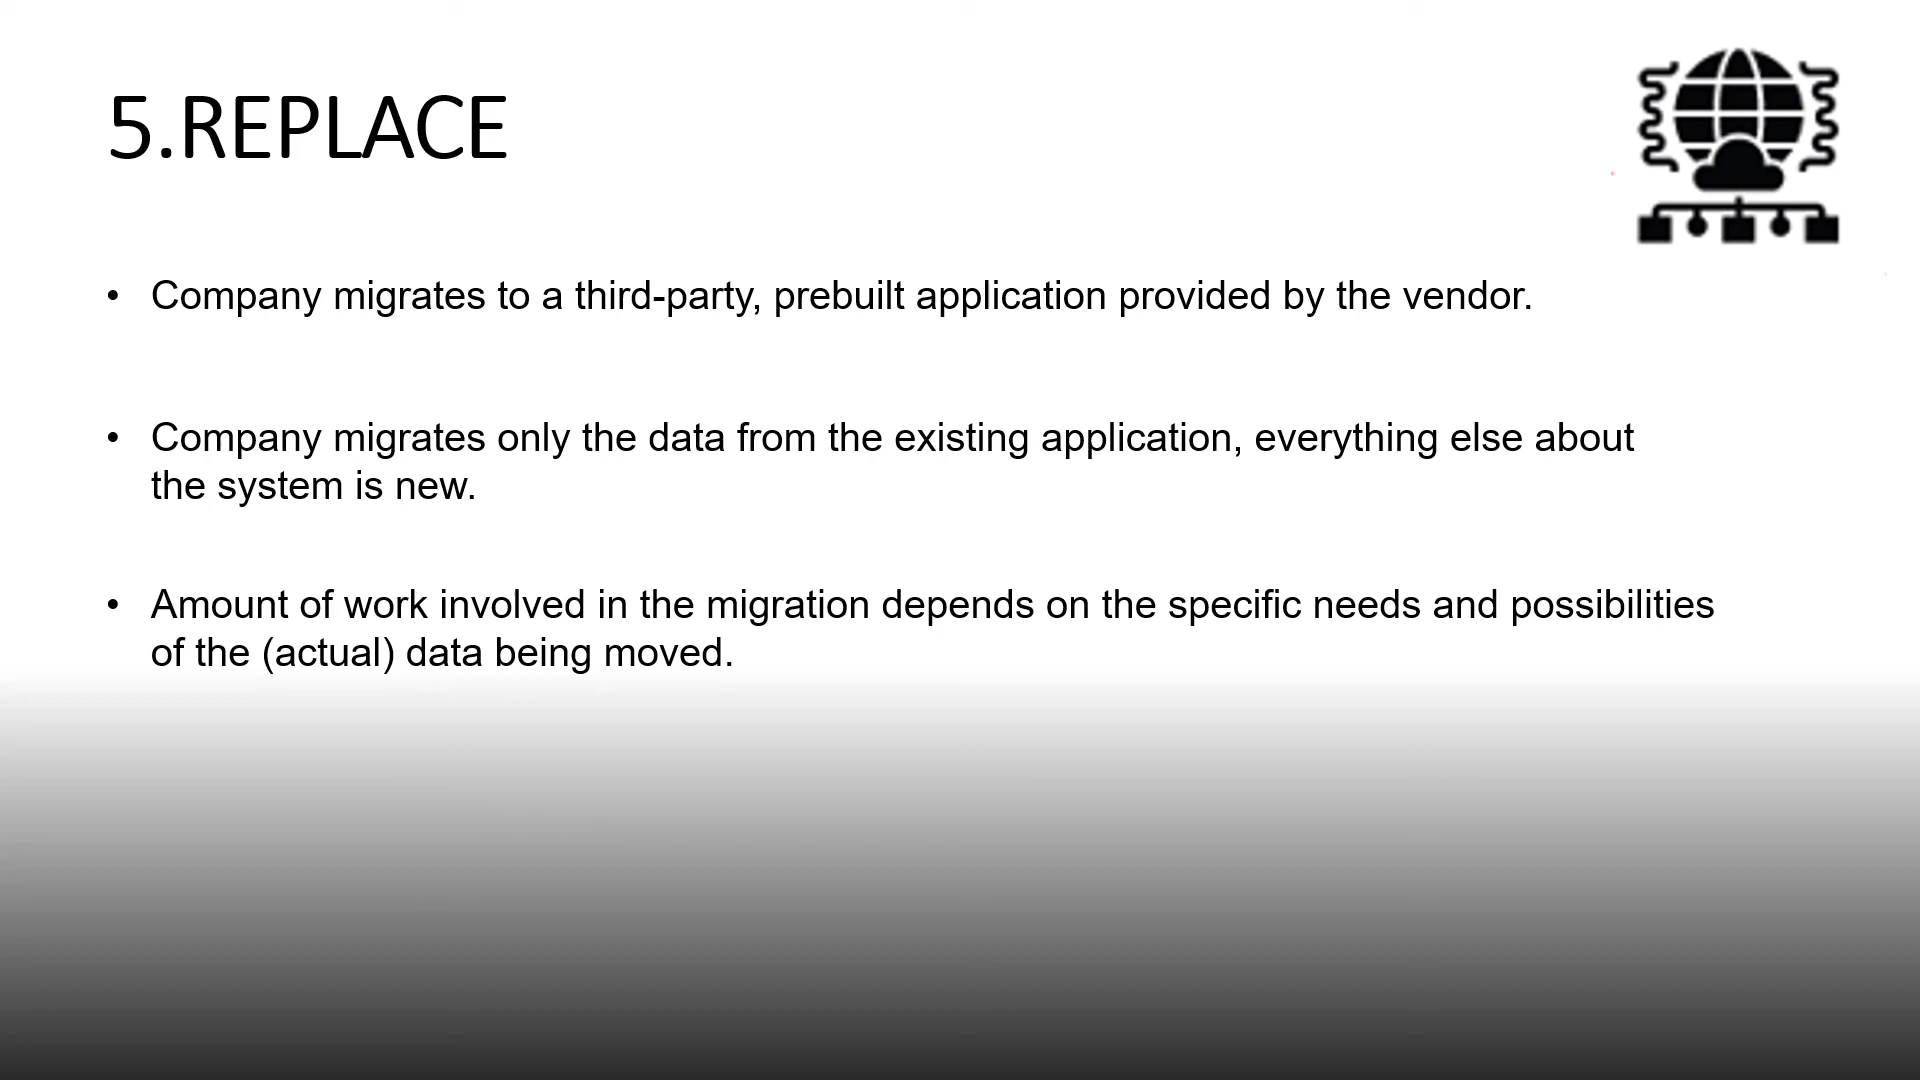 5.REPLACE
• Company migrates to a third-party, prebuilt application provided by the vendor.
• Company migrates only the data from the existing application, everything else about
the system is new.
• Amount of work involved in the migration depends on the specific needs and possibilities
of the (actual) data being moved.